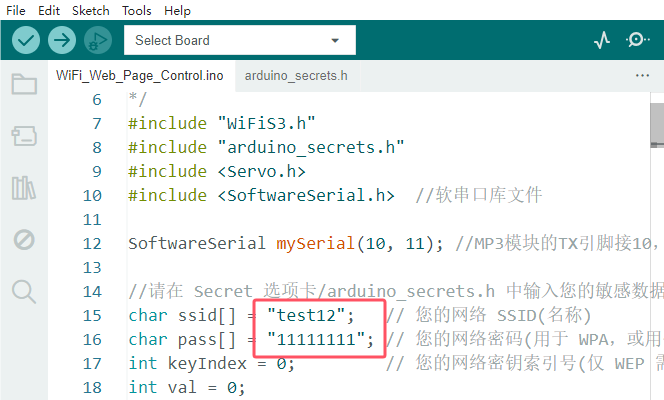 File Edit Sketch Tools Help
Select Board
WiFi_Web_Page_Control.ino arduino_secrets.h ...
6 */
7 #include "WiFiS3.h"
8 #include "arduino_secrets.h"
9 #include <Servo.h>
10 #include <SoftwareSerial.h> //软串口库文件
11
12 SoftwareSerial mySerial(10, 11); //MP3模块的TX引脚接10,
13
14 //请在 Secret 选项卡/arduino_secrets.h 中输入您的敏感数据
15 char ssid[] = "test12"; // 您的网络 SSID(名称)
16 char pass[] = "11111111"; // 您的网络密码(用于 WPA，或用
17 int keyIndex = 0; // 您的网络密钥索引号(仅 WEP 需
18 int val = 0;